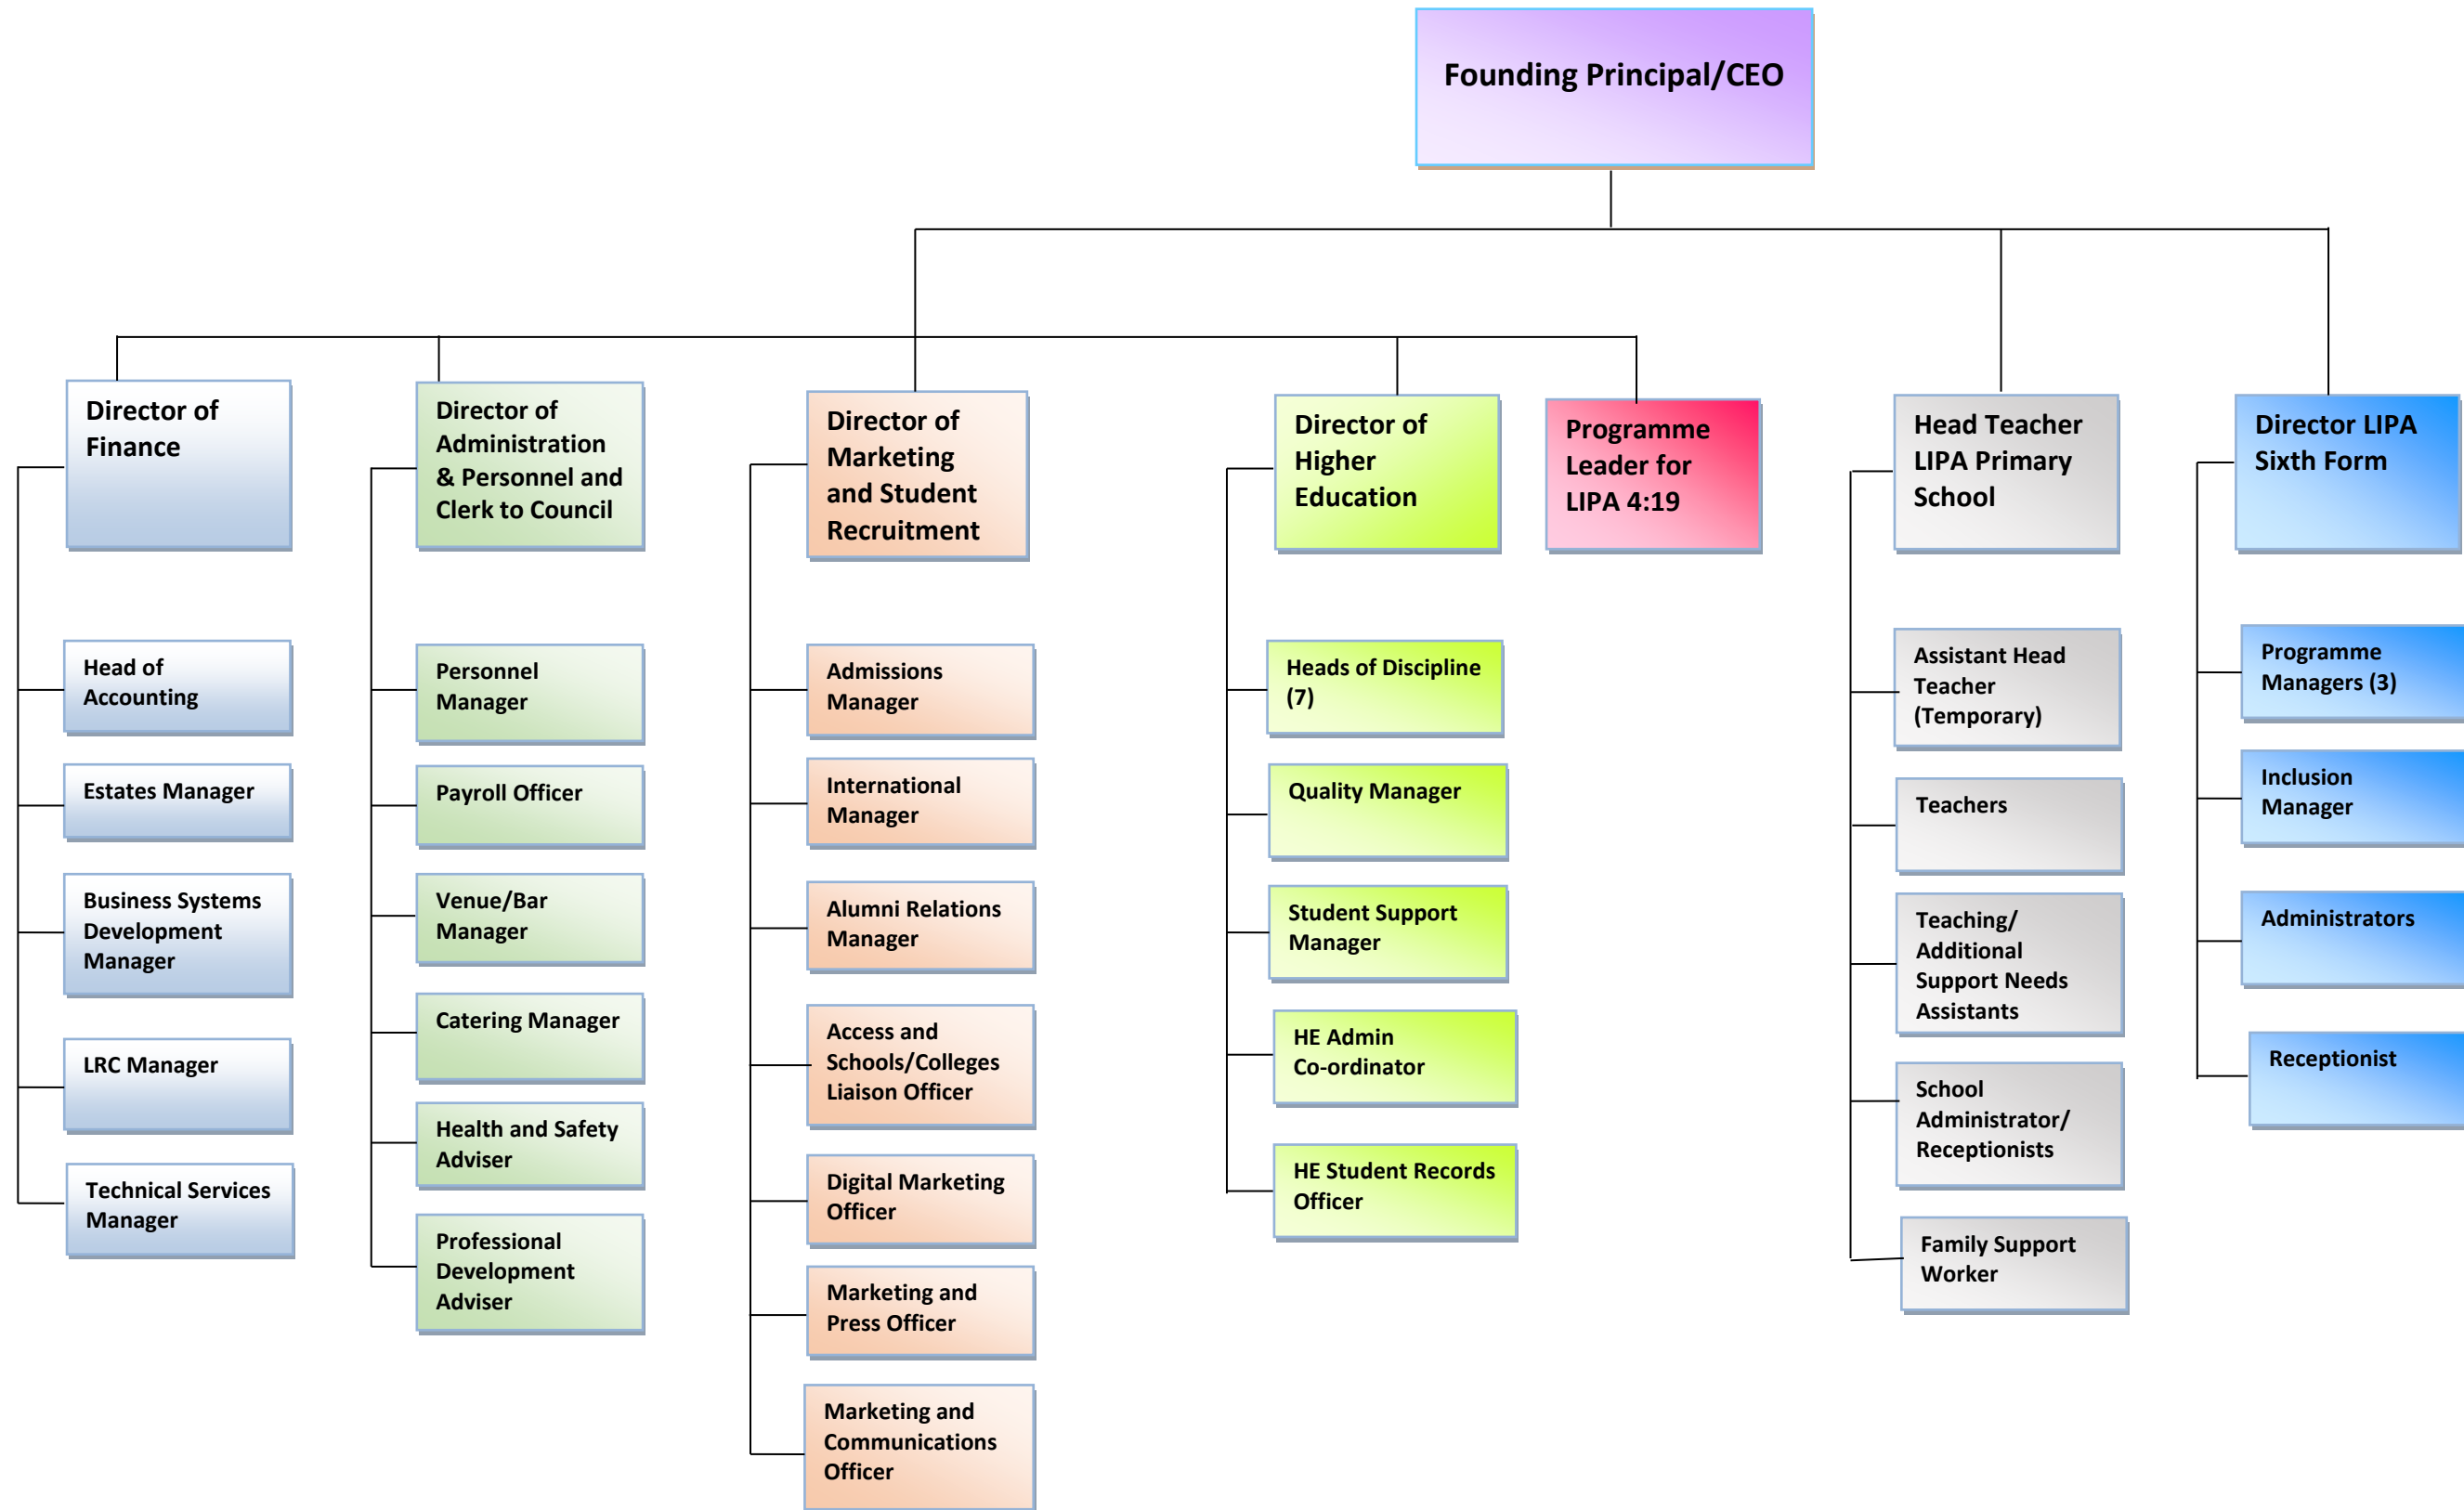 Founding Principal/CEO
Director of
Finance
Director of
Administration
& Personnel and
Clerk to Council
Director of
Marketing
and Student
Recruitment
Director of
Higher
Education
Programme
Leader for
LIPA 4:19
Head Teacher
LIPA Primary
School
Director LIPA
Sixth Form
Head of
Accounting
Estates Manager
Business Systems
Development
Manager
LRC Manager
Technical Services
Manager
Personnel
Manager
Payroll Officer
Venue/Bar
Manager
Catering Manager
Health and Safety
Adviser
Professional
Development
Adviser
Admissions
Manager
International
Manager
Alumni Relations
Manager
Access and
Schools/Colleges
Liaison Officer
Digital Marketing
Officer
Marketing and
Press Officer
Marketing and
Communications
Officer
Heads of Discipline
(7)
Quality Manager
Student Support
Manager
HE Admin
Co-ordinator
HE Student Records
Officer
Assistant Head
Teacher
(Temporary)
Teachers
Teaching/
Additional
Support Needs
Assistants
School
Administrator/
Receptionists
Family Support
Worker
Programme
Managers (3)
Inclusion
Manager
Administrators
Receptionist